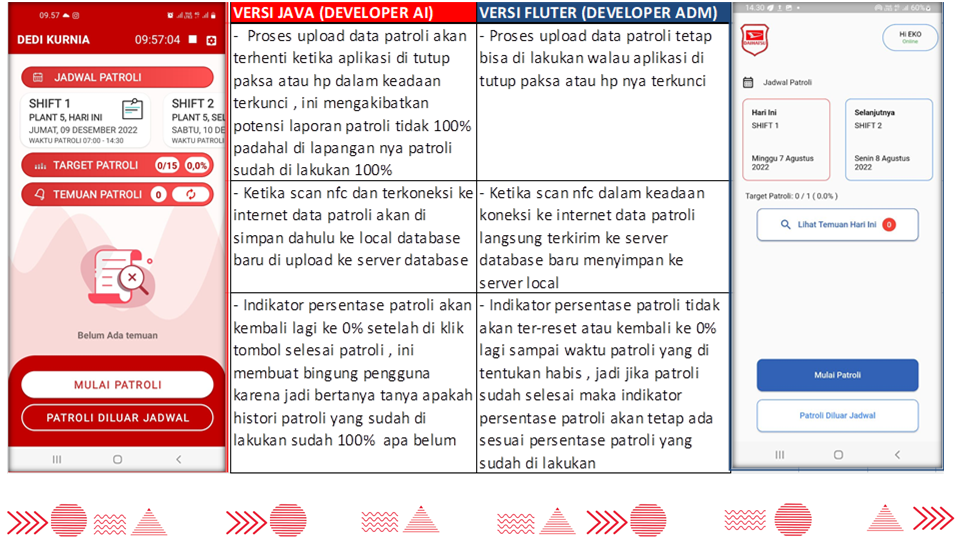 09.57
DEDI KURNIA
09:57:04
JADWAL PATROLI
SHIFT 1
PLANT 5, HARI INI
JUMAT, 09 DESEMBER 2022
WAKTU PATROLI 07:00 - 14:30
SHIFT 2
PLANT 5, SEL
SABTU, 10 DE
WAKTU PATROLI
TARGET PATROLI
0/15
0,0%
TEMUAN PATROLI
0
Belum Ada temuan
MULAI PATROLI
PATROLI DILUAR JADWAL
VERSI JAVA (DEVELOPER AI)
- Proses upload data patroli akan
terhenti ketika aplikasi di tutup
paksa atau hp dalam keadaan
terkunci , ini mengakibatkan
potensi laporan patroli tidak 100%
padahal di lapangan nya patroli
sudah di lakukan 100%
- Ketika scan nfc dan terkoneksi ke
internet data patroli akan di
simpan dahulu ke local database
baru di upload ke server database
- Indikator persentase patroli akan
kembali lagi ke 0% setelah di klik
tombol selesai patroli , ini
membuat bingung pengguna
karena jadi bertanya tanya apakah
histori patroli yang sudah di
lakukan sudah 100% apa belum
VERSI FLUTER (DEVELOPER ADM)
- Proses upload data patroli tetap
bisa di lakukan walau aplikasi di
tutup paksa atau hp nya terkunci
- Ketika scan nfc dalam keadaan
koneksi ke internet data patroli
langsung terkirim ke server
database baru menyimpan ke
server local
- Indikator persentase patroli tidak
akan ter-reset atau kembali ke 0%
lagi sampai waktu patroli yang di
tentukan habis , jadi jika patroli
sudah selesai maka indikator
persentase patroli akan tetap ada
sesuai persentase patroli yang
sudah di lakukan
14.30
60%
DAIHATSU
Hi EKO
Online
Jadwal Patroli
Hari Ini
SHIFT 1
Minggu 7 Agustus
2022
Selanjutnya
SHIFT 2
Senin 8 Agustus
2022
Target Patroli: 0 / 1 ( 0.0% )
Lihat Temuan Hari Ini
0
Mulai Patroli
Patroli Diluar Jadwal